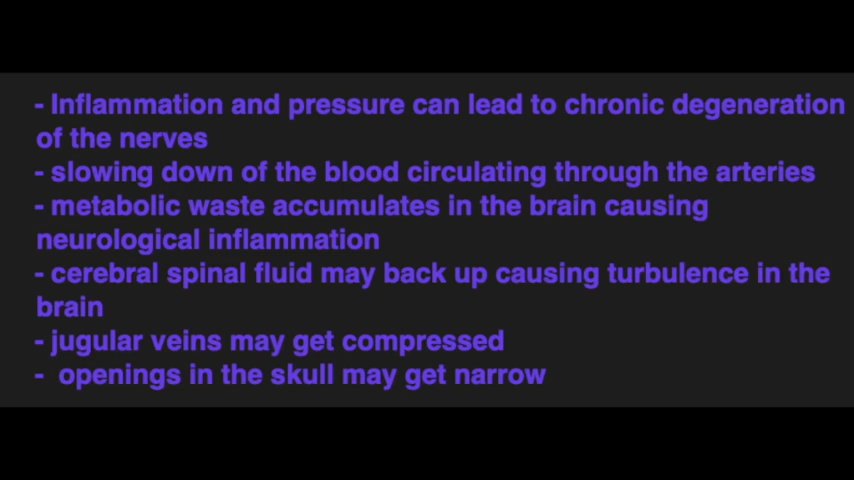 - Inflammation and pressure can lead to chronic degeneration
of the nerves
- slowing down of the blood circulating through the arteries
- metabolic waste accumulates in the brain causing
neurological inflammation
- cerebral spinal fluid may back up causing turbulence in the
brain
- jugular veins may get compressed
-  openings in the skull may get narrow